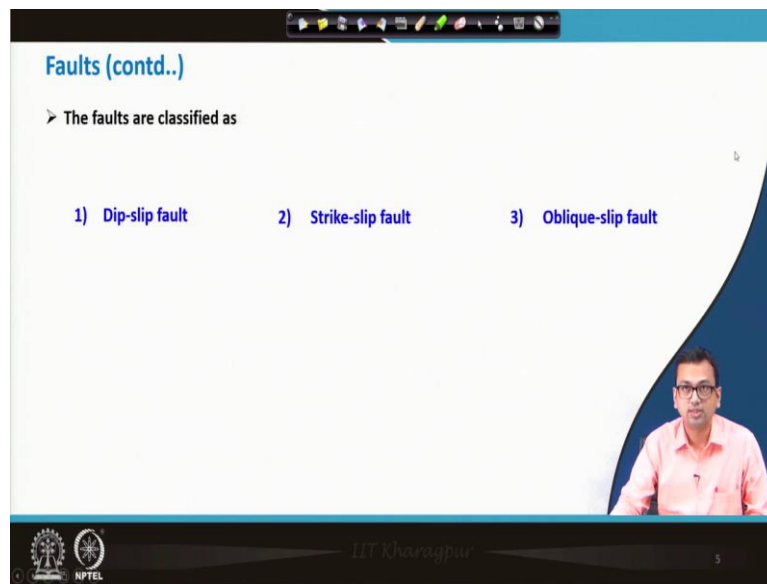 Faults (contd..)
➢ The faults are classified as
1) Dip-slip fault 2) Strike-slip fault 3) Oblique-slip fault
IIT Kharagpur
NPTEL
5